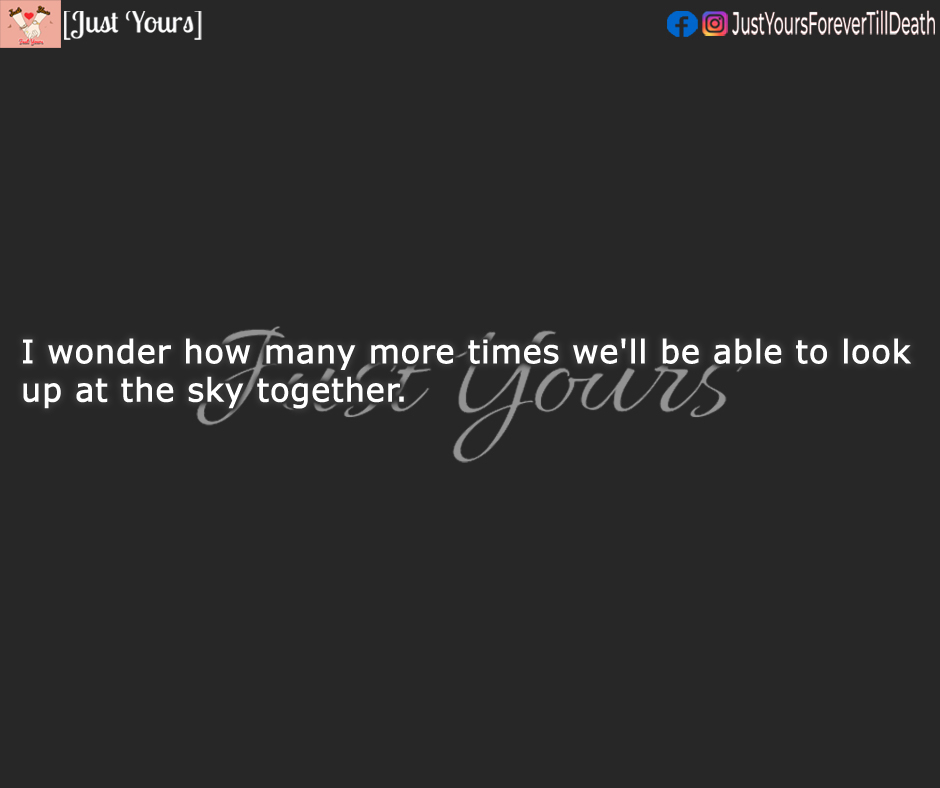 [Just Yours]
JustYoursForeverTillDeath
I wonder how many more times we'll be able to look
up at the sky together.
Just Yours